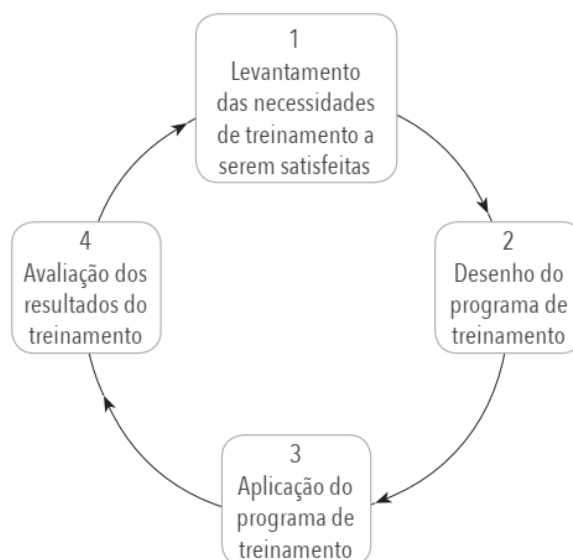 1
Levantamento
das necessidades
de treinamento a
serem satisfeitas
2
Desenho do
programa de
treinamento
3
Aplicação do
programa de
treinamento
4
Avaliação dos
resultados do
treinamento